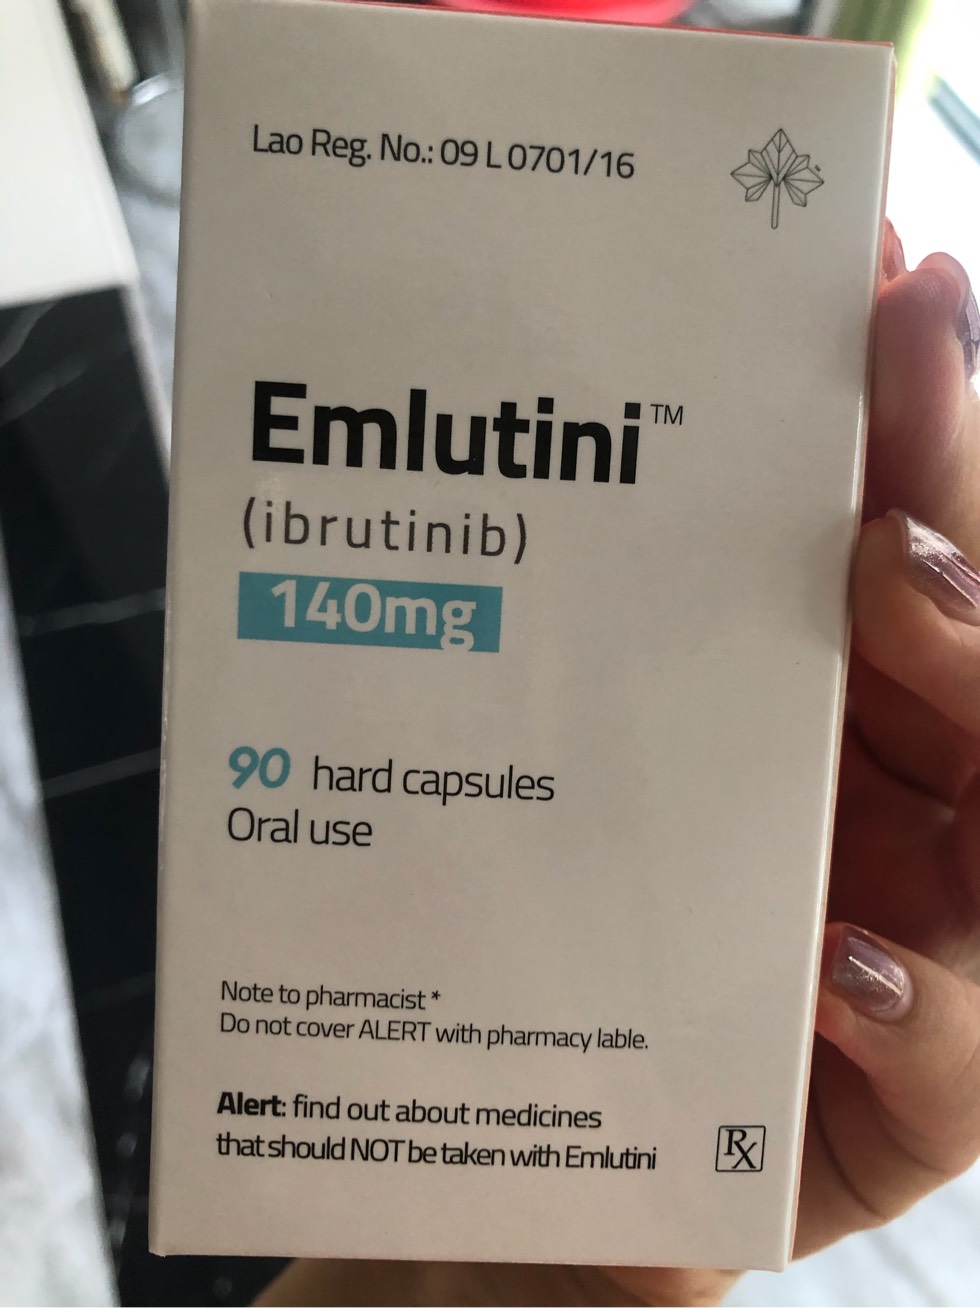 Lao Reg. No.: 09 L 0701/16
Emlutini™
(ibrutinib)
140mg
90 hard capsules
Oral use
Note to pharmacist *
Do not cover ALERT with pharmacy lable.
Alert: find out about medicines
that should NOT be taken with Emlutini
Rx